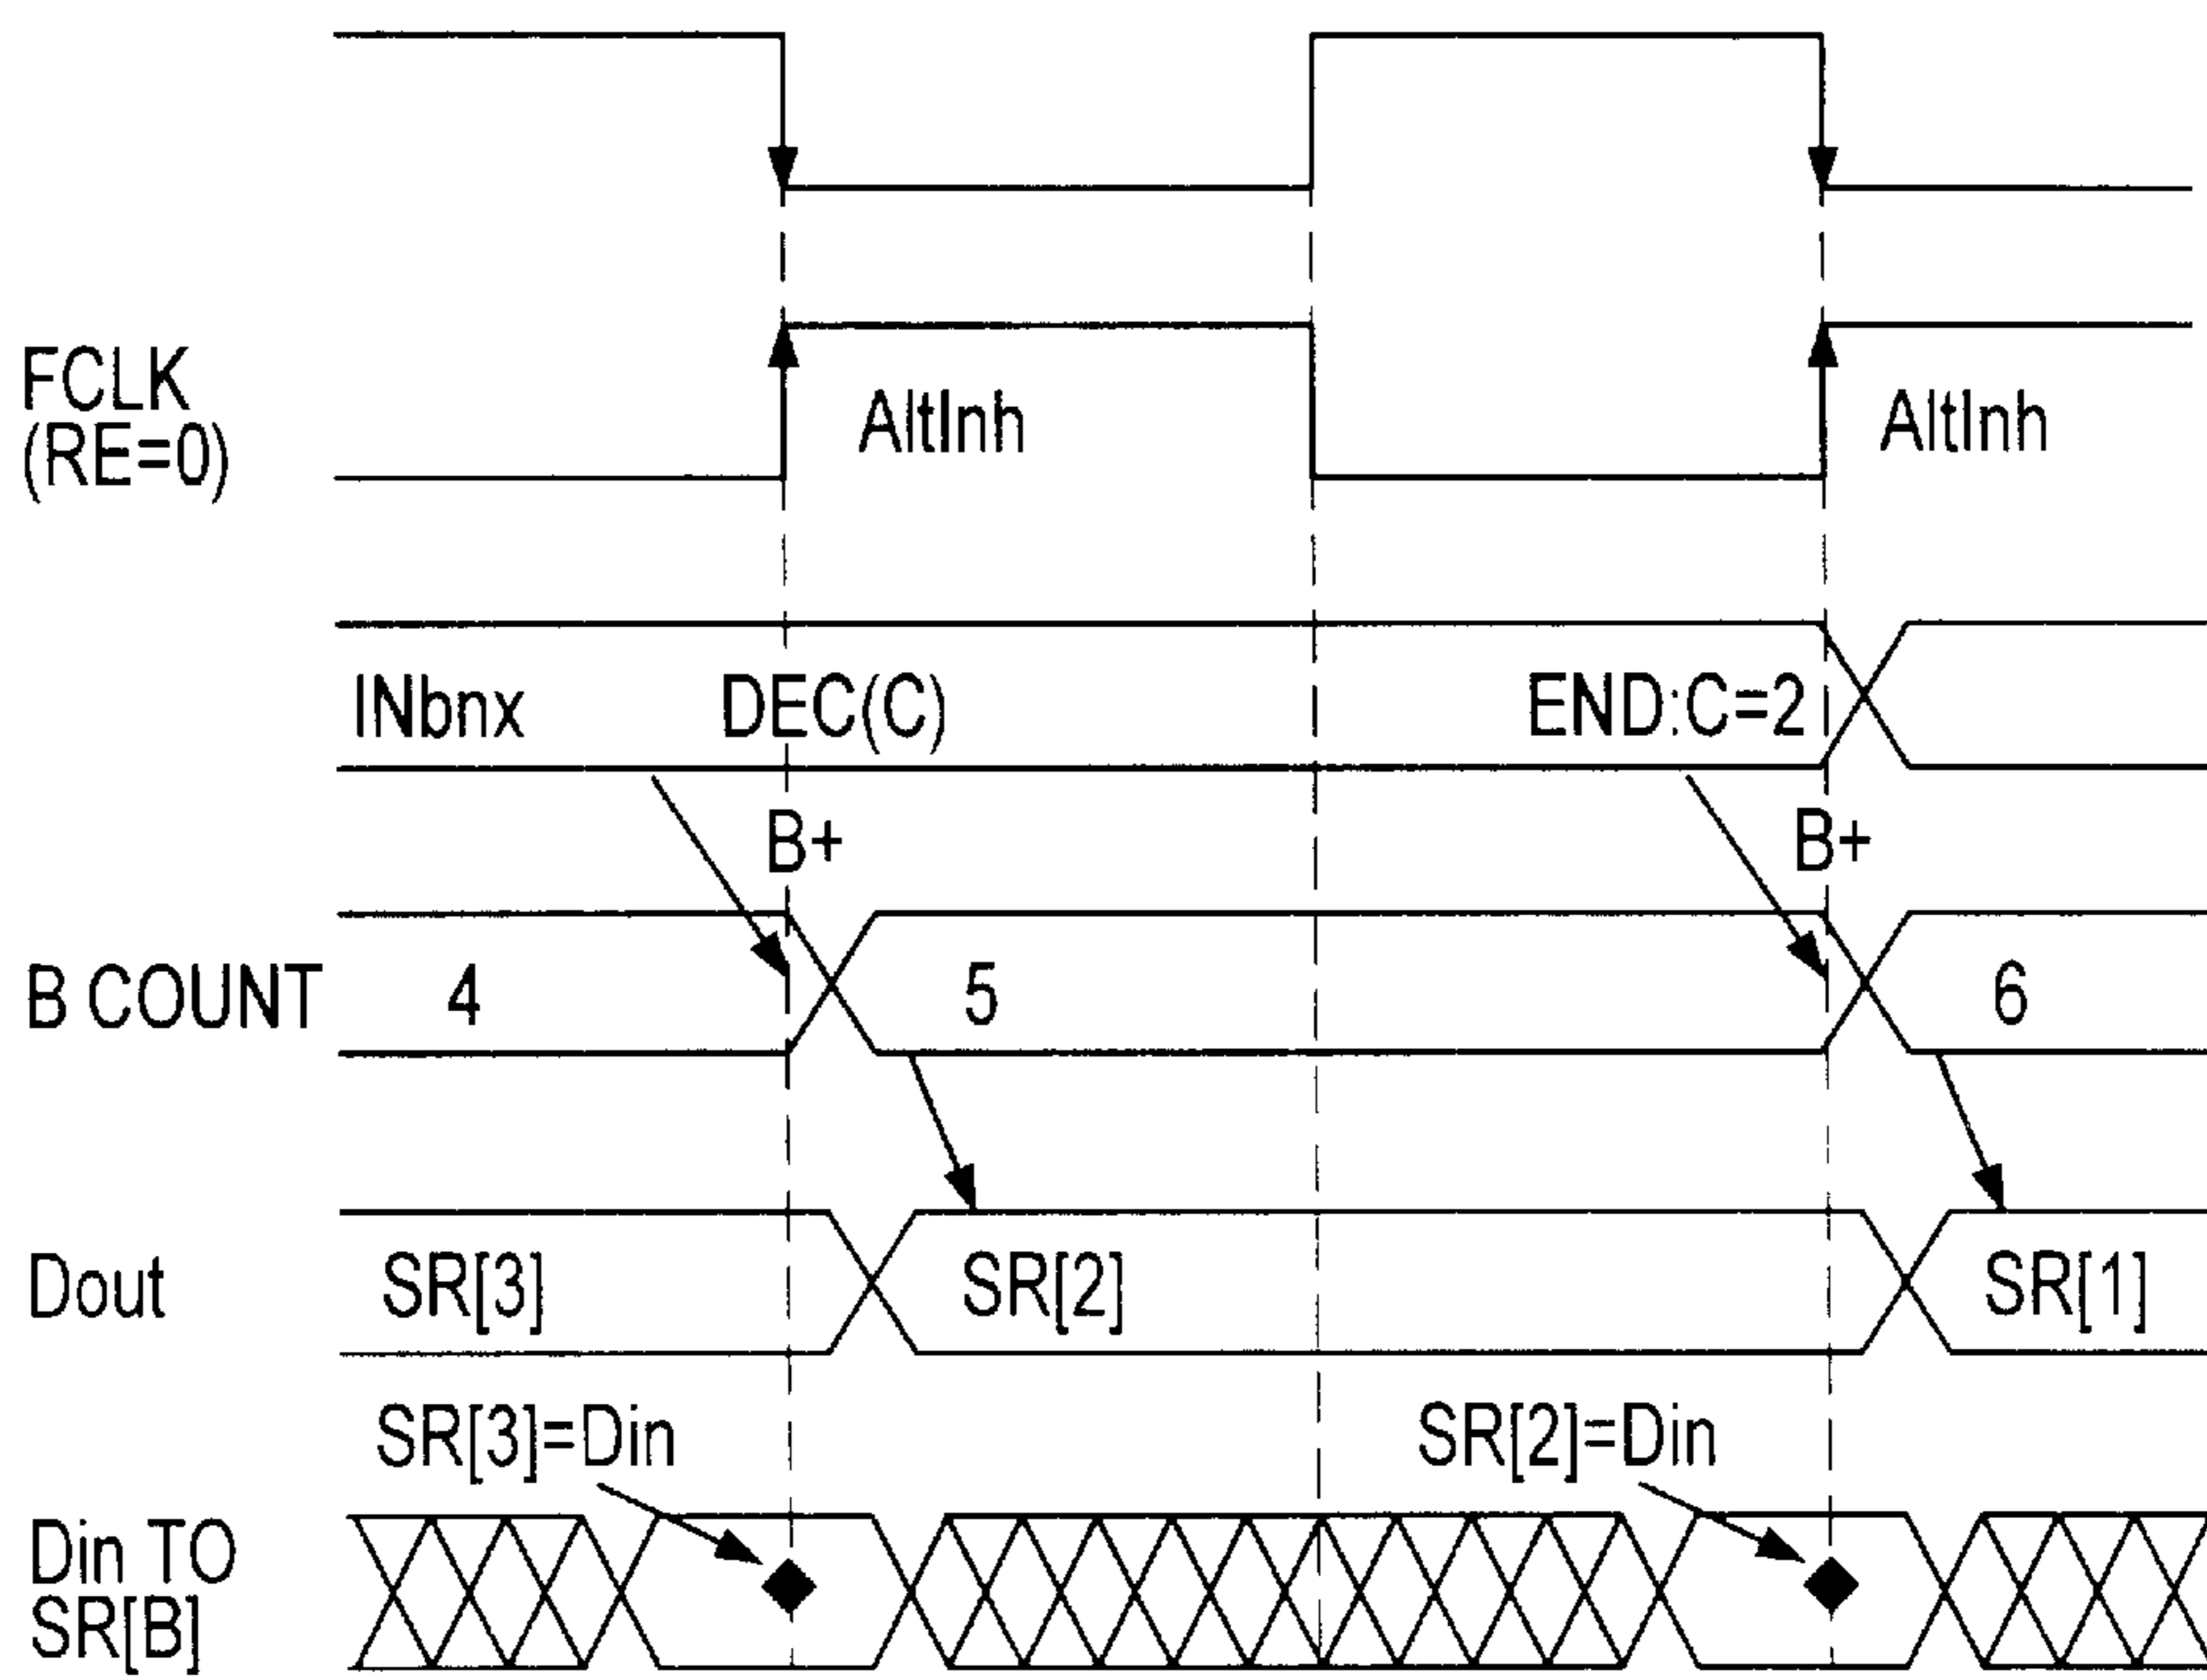 FCLK
(RE=0)
AltInh
AltInh
INbnx
DEC(C)
END:C=2
B+
B+
B COUNT
4
5
6
Dout
SR[3]
SR[2]
SR[1]
SR[3]=Din
SR[2]=Din
Din TO
SR[B]